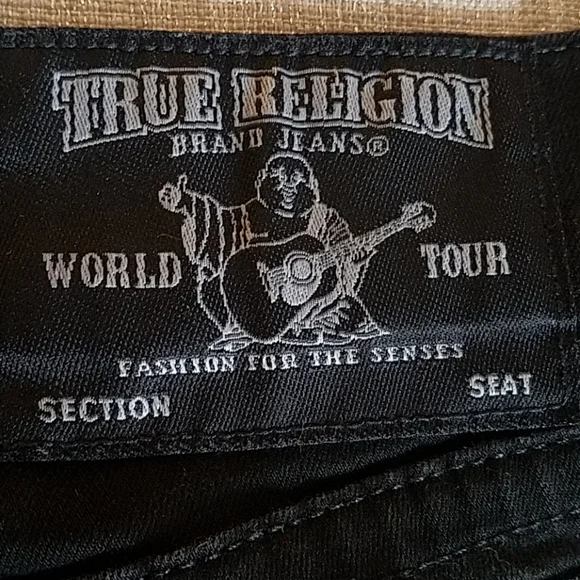 TRUE RELIGION
BRAND JEANS®
WORLD TOUR
FASHION FOR THE SENSES
SECTION SEAT